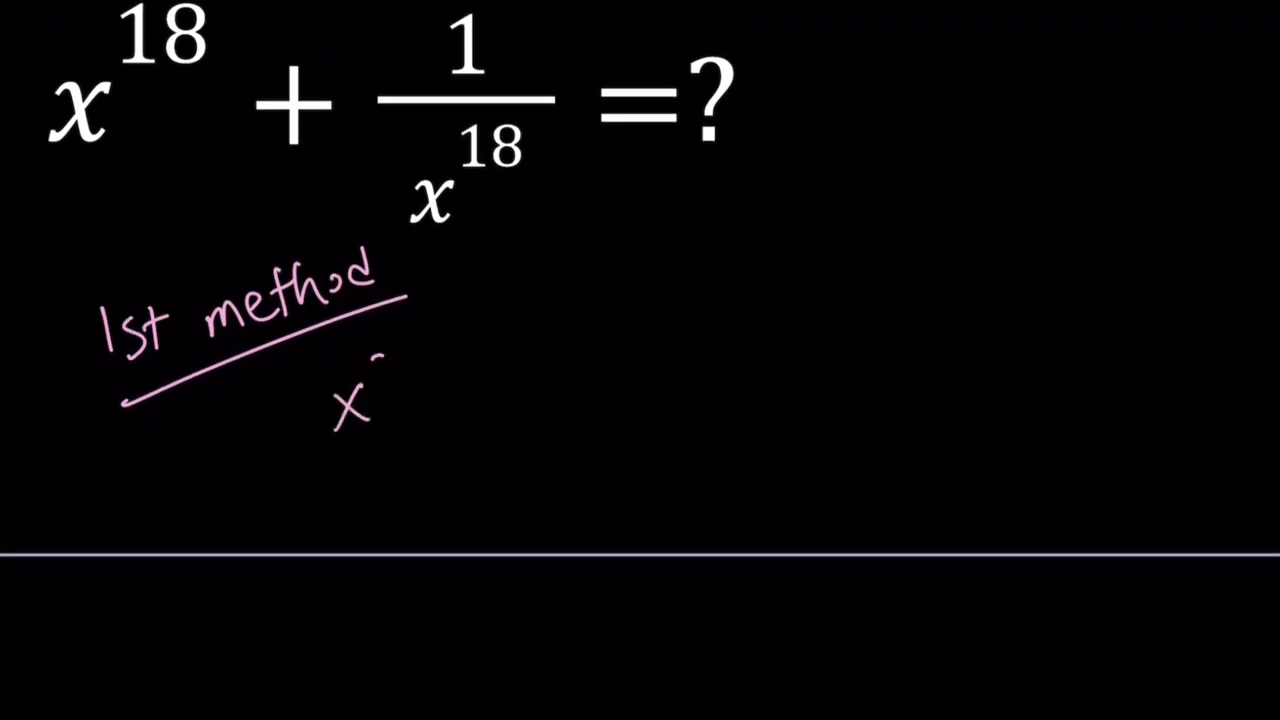 x^18 + 1/x^18 =?
1st method
x